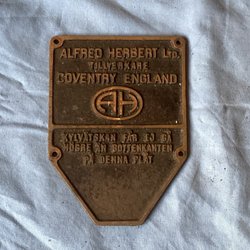 ALFRED HERBERT LTD.
TILLVERKARE
COVENTRY ENGLAND
AH
KYLVÄTSKAN FÅR EJ GÅ
HÖGRE ÄN BOTTENKANTEN
PÅ DENNA PLÅT